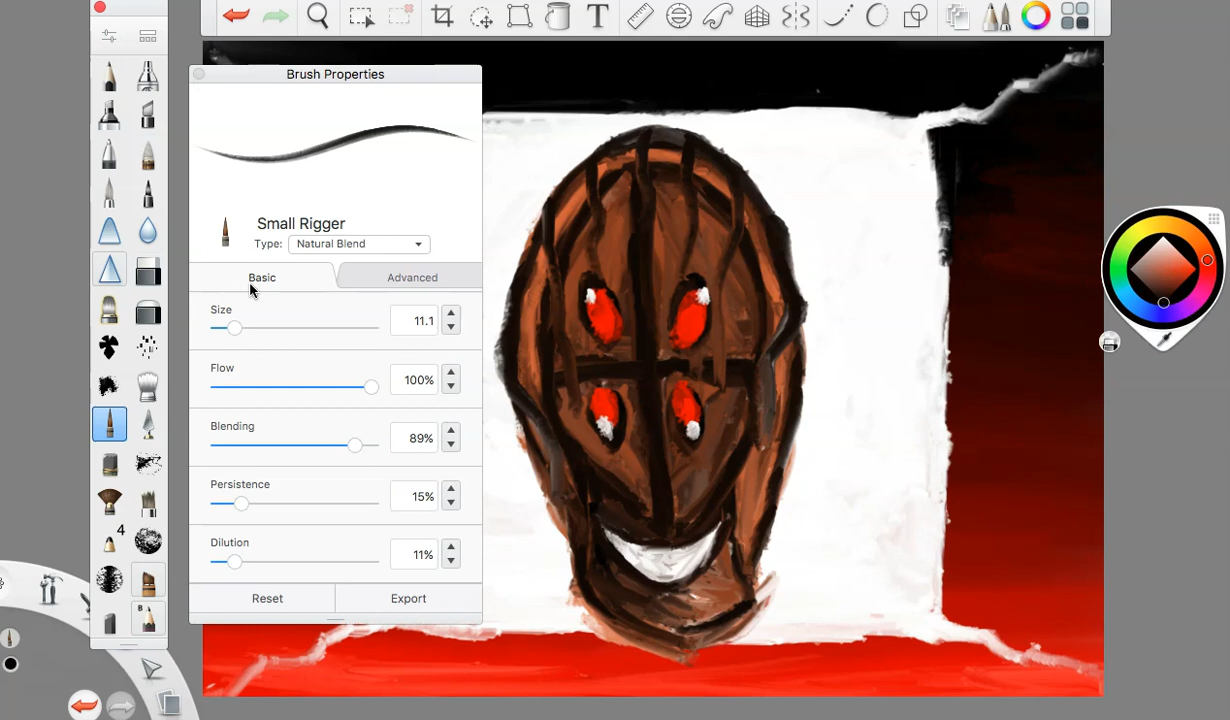 T
Brush Properties
Small Rigger
Type: Natural Blend
Basic Advanced
Size
11.1
Flow
100%
Blending
89%
Persistence
15%
Dilution
11%
Reset Export
4
B